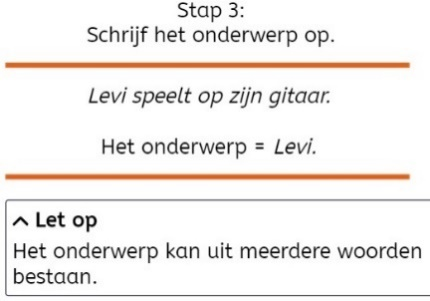 Stap 3:
Schrijf het onderwerp op.
Levi speelt op zijn gitaar.
Het onderwerp = Levi.
Let op
Het onderwerp kan uit meerdere woorden
bestaan.